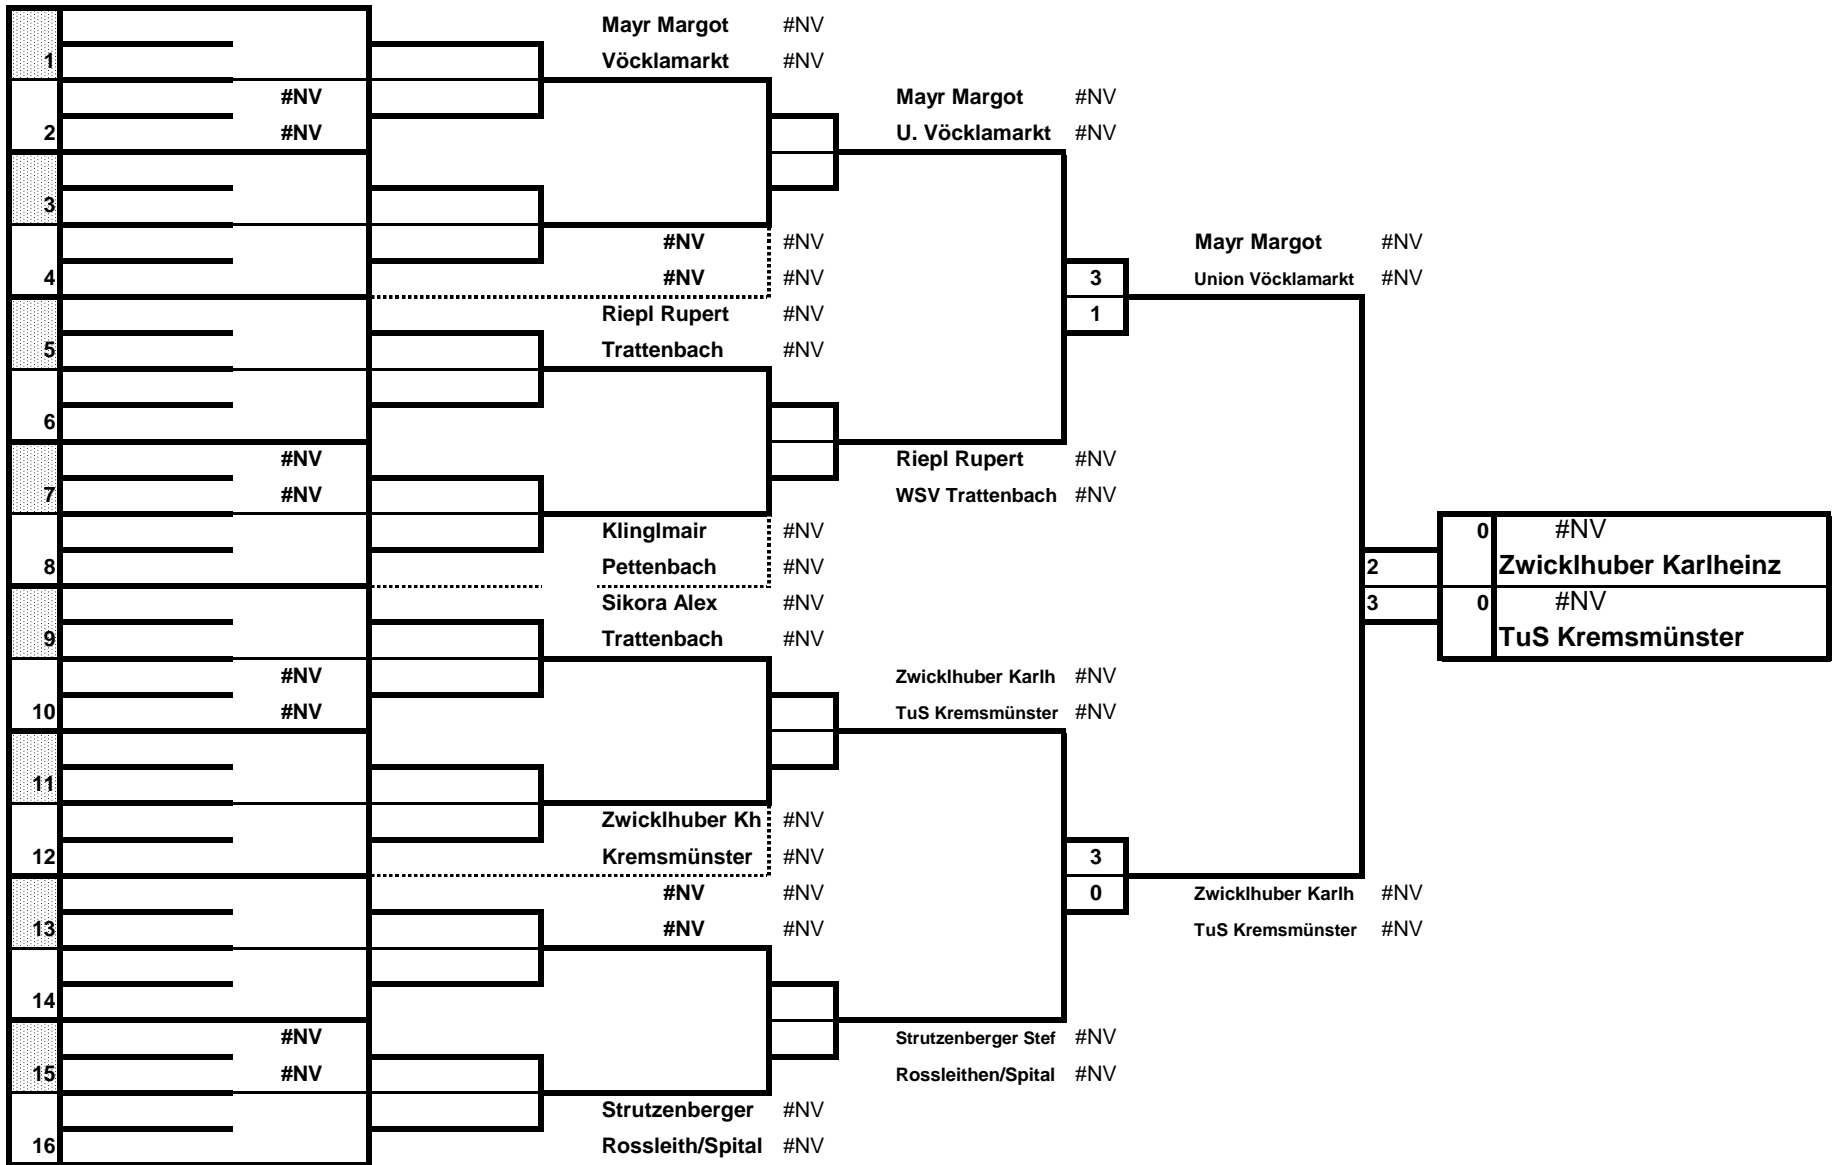 Mayr Margot #NV
1 Vöcklamarkt #NV
#NV Mayr Margot #NV
2 #NV U. Vöcklamarkt #NV
3
#NV #NV Mayr Margot #NV
4 #NV #NV 3 Union Vöcklamarkt #NV
Riepl Rupert #NV 1
5 Trattenbach #NV
6
#NV Riepl Rupert #NV
7 #NV WSV Trattenbach #NV
Klinglmair #NV 0 #NV
8 Pettenbach #NV 2 Zwicklhuber Karlheinz
Sikora Alex #NV 3 0 #NV
9 Trattenbach #NV TuS Kremsmünster
#NV Zwicklhuber Karlh #NV
10 #NV TuS Kremsmünster #NV
11
Zwicklhuber Kh #NV
12 Kremsmünster #NV 3
#NV #NV 0 Zwicklhuber Karlh #NV
13 #NV #NV TuS Kremsmünster #NV
14
#NV Strutzenberger Stef #NV
15 #NV Rossleithen/Spital #NV
Strutzenberger #NV
16 Rossleith/Spital #NV